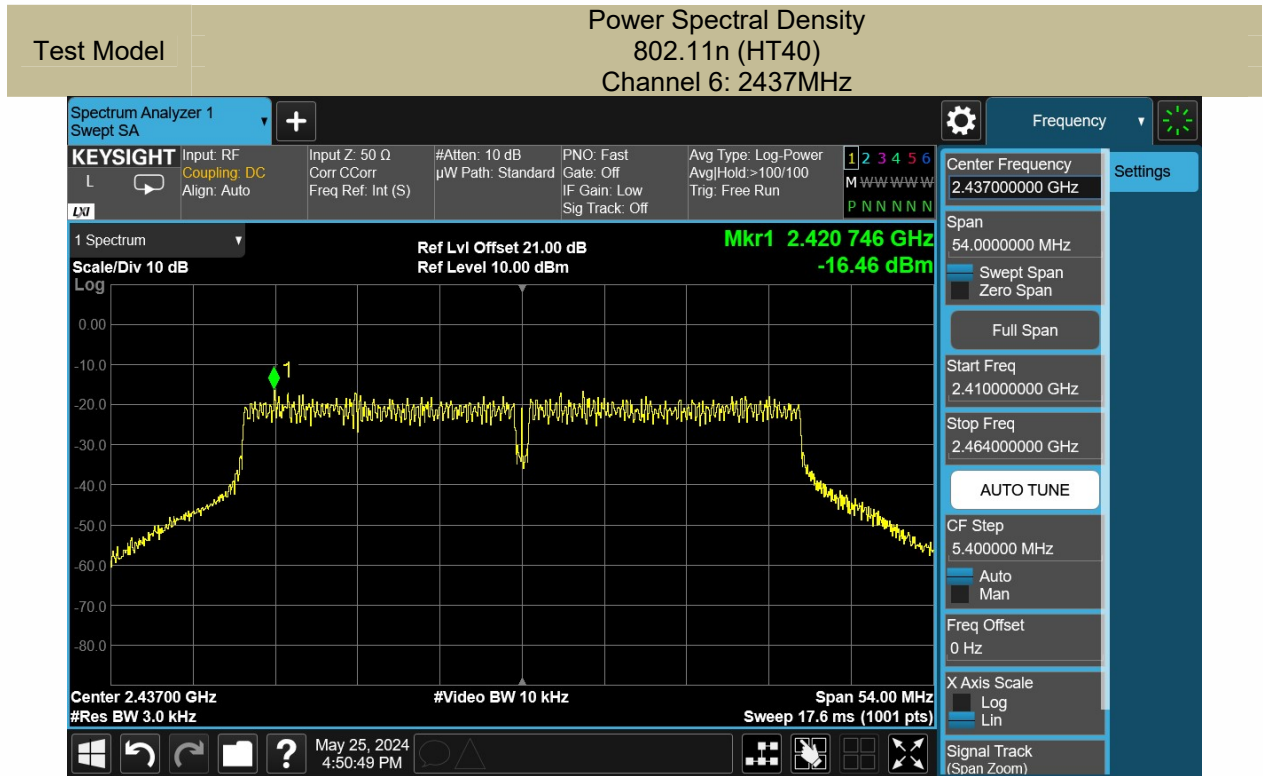 Test Model
Power Spectral Density
802.11n (HT40)
Channel 6: 2437MHz
Spectrum Analyzer 1
Swept SA
Frequency
KEYSIGHT
L
LXI
Input: RF
Coupling: DC
Align: Auto
Input Z: 50 Ω
Corr CCorr
Freq Ref: Int (S)
#Atten: 10 dB
µW Path: Standard
PNO: Fast
Gate: Off
IF Gain: Low
Sig Track: Off
Avg Type: Log-Power
Avg|Hold:>100/100
Trig: Free Run
1 2 3 4 5 6
M W W W W W
P N N N N N
1 Spectrum
Scale/Div 10 dB
Log
Ref Lvl Offset 21.00 dB
Ref Level 10.00 dBm
Mkr1 2.420 746 GHz
-16.46 dBm
1
0.00
-10.0
-20.0
-30.0
-40.0
-50.0
-60.0
-70.0
-80.0
Center 2.43700 GHz
#Res BW 3.0 kHz
#Video BW 10 kHz
Span 54.00 MHz
Sweep 17.6 ms (1001 pts)
Center Frequency
2.437000000 GHz
Settings
Span
54.0000000 MHz
Swept Span
Zero Span
Full Span
Start Freq
2.410000000 GHz
Stop Freq
2.464000000 GHz
AUTO TUNE
CF Step
5.400000 MHz
Auto
Man
Freq Offset
0 Hz
X Axis Scale
Log
Lin
Signal Track
(Span Zoom)
?
May 25, 2024
4:50:49 PM